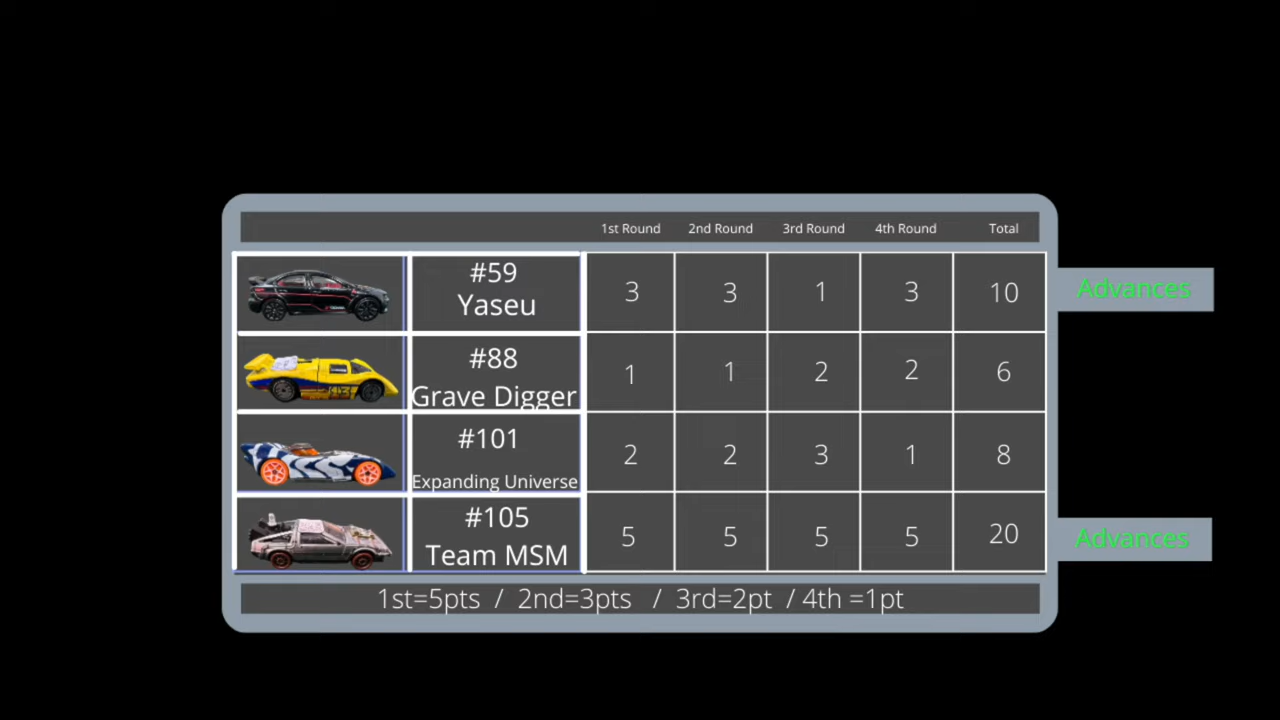 1st Round 2nd Round 3rd Round 4th Round Total
#59
Yaseu
3 3 1 3 10
Advances
#88
Grave Digger
1 1 2 2 6
#101
Expanding Universe
2 2 3 1 8
#105
Team MSM
5 5 5 5 20
Advances
1st=5pts / 2nd=3pts / 3rd=2pt / 4th =1pt